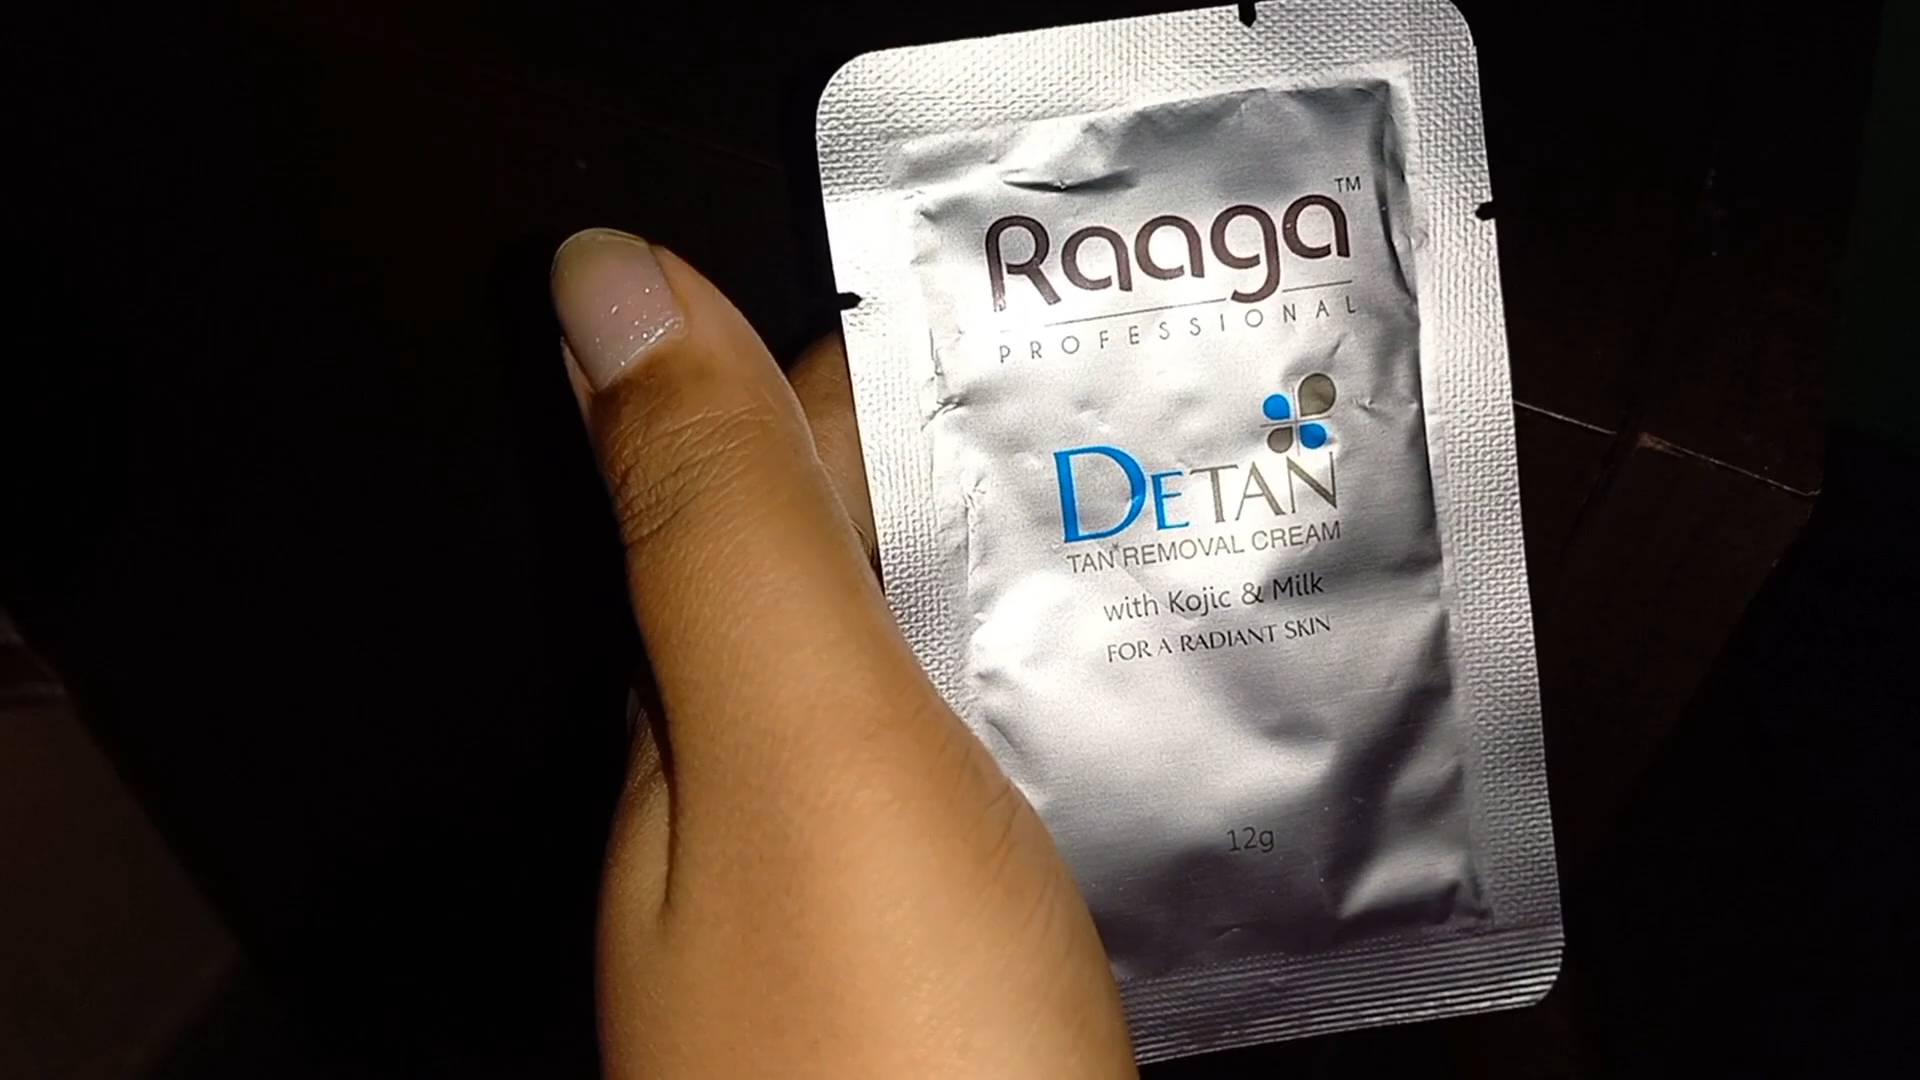 Raaga™
PROFESSIONAL
DETAN
TAN REMOVAL CREAM
with Kojic & Milk
FOR A RADIANT SKIN
12g